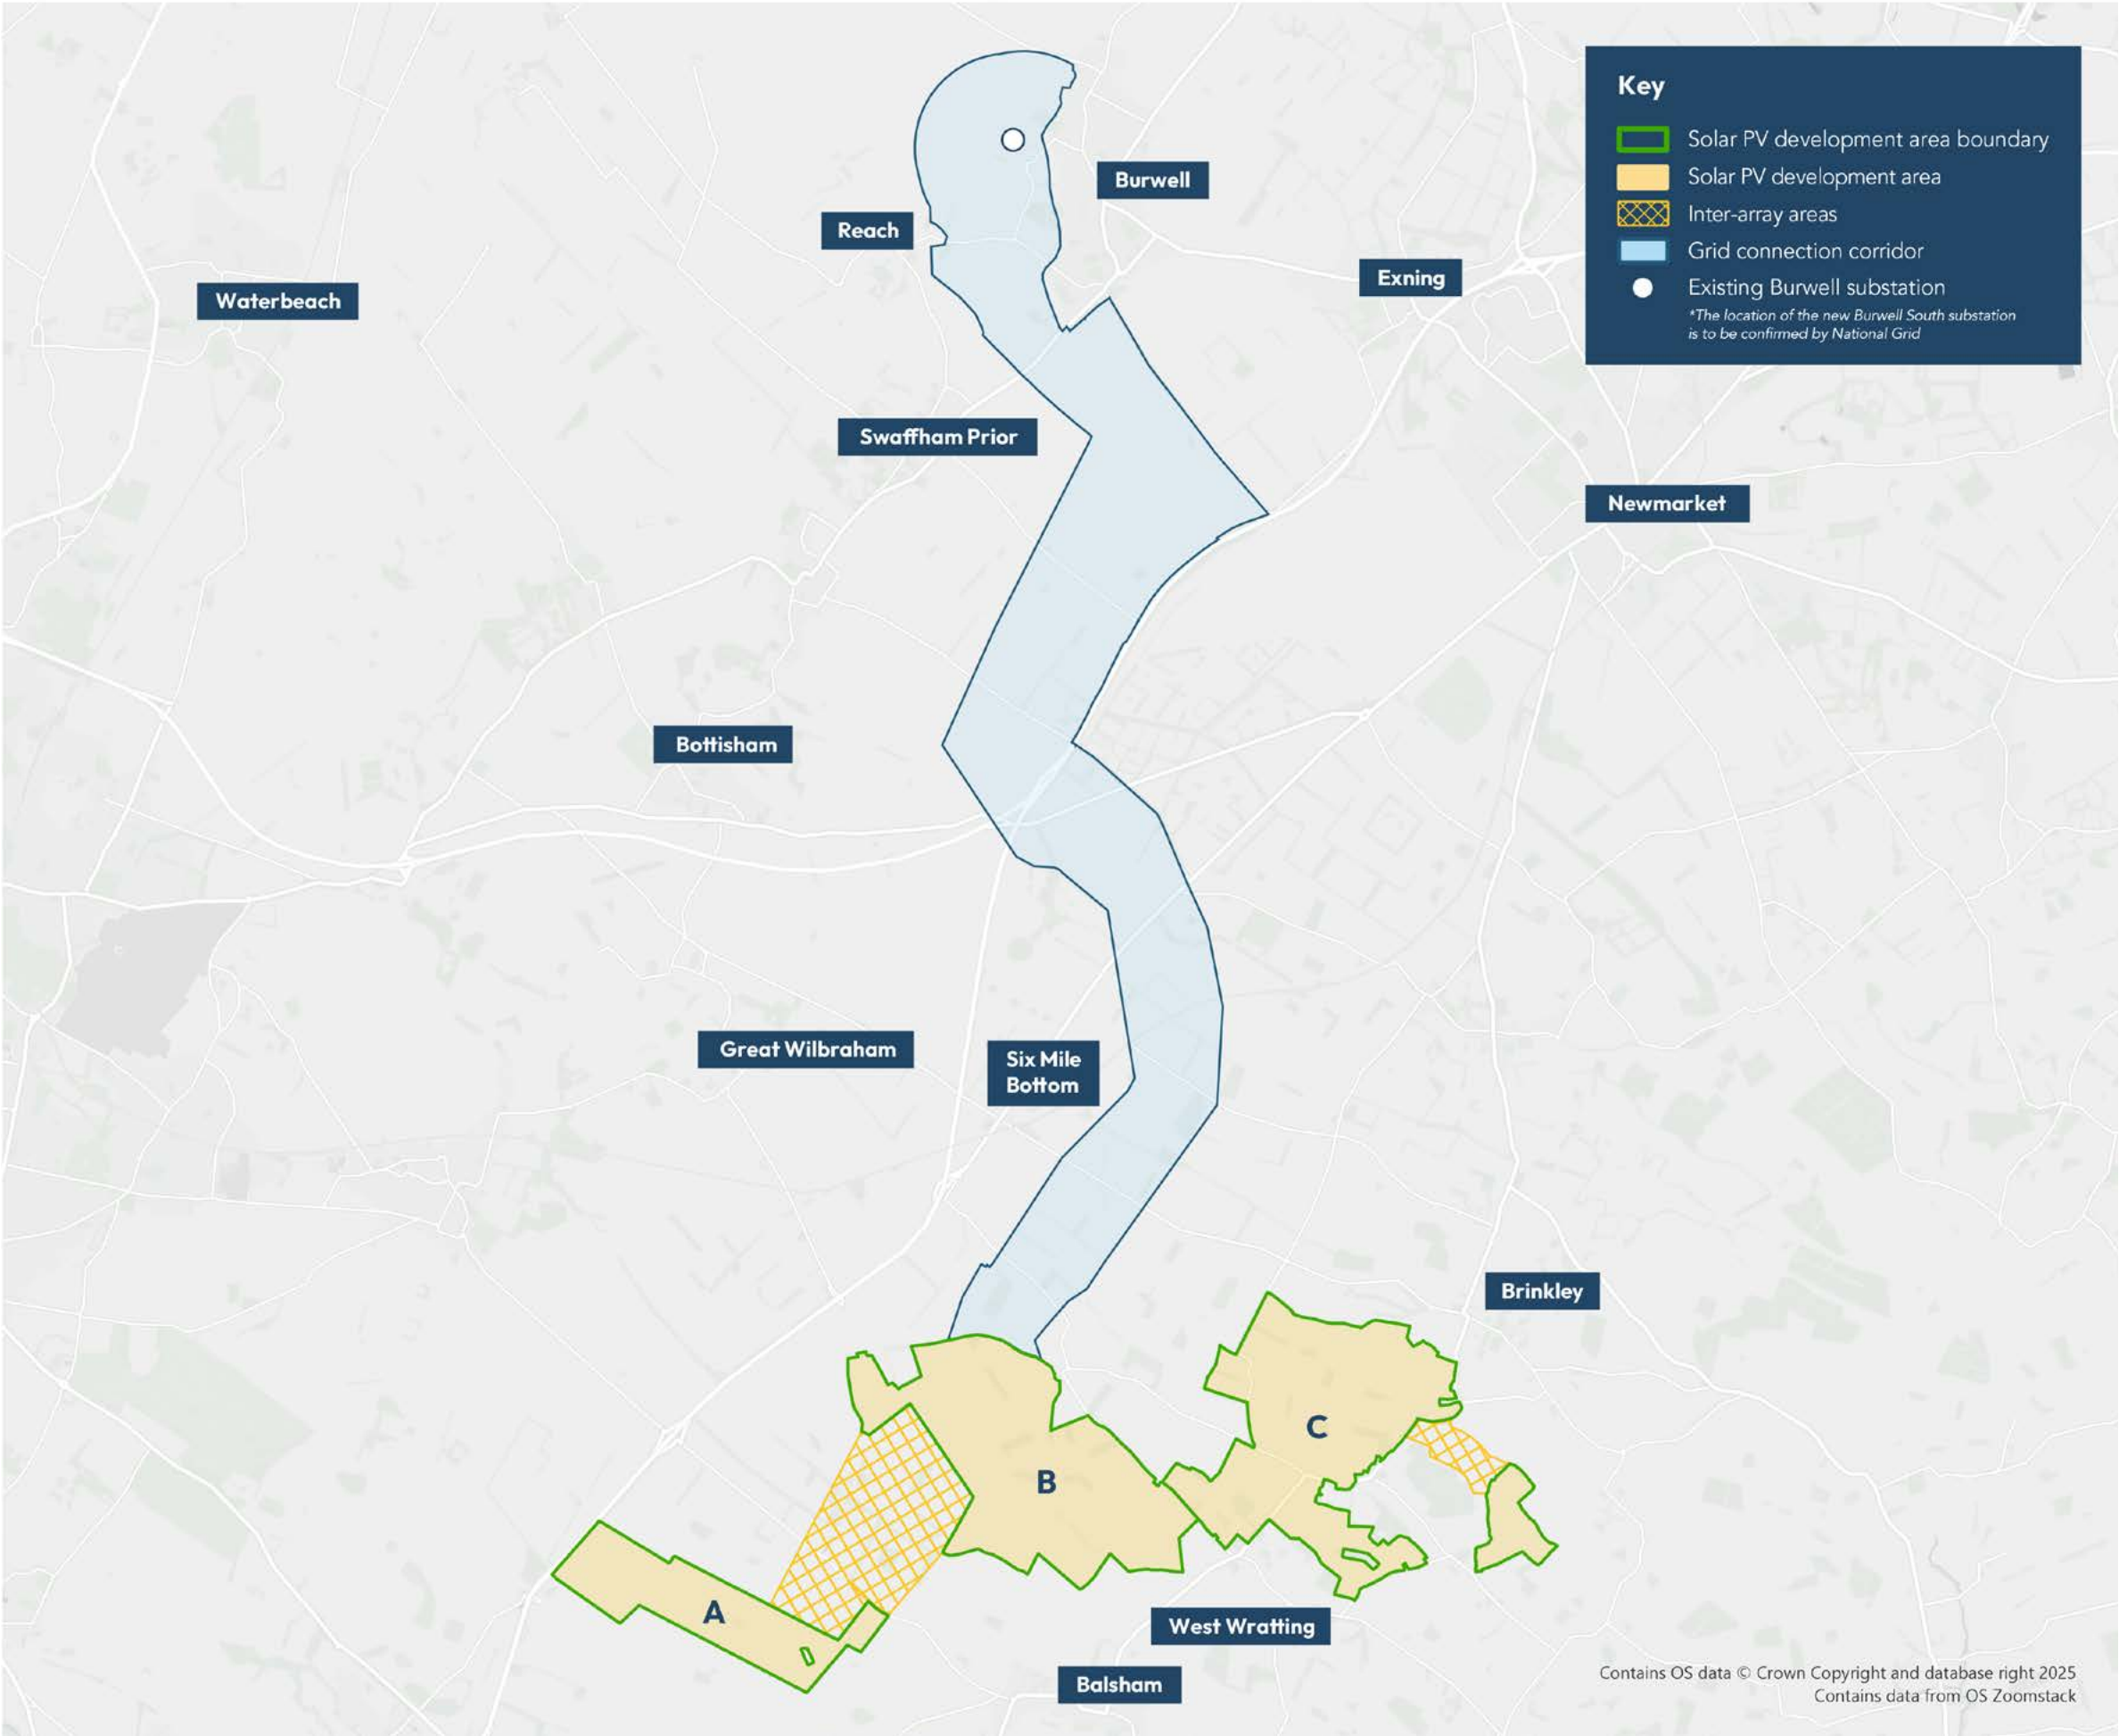 Key
Solar PV development area boundary
Solar PV development area
Inter-array areas
Grid connection corridor
Existing Burwell substation
*The location of the new Burwell South substation
is to be confirmed by National Grid
Burwell
Reach
Exning
Waterbeach
Swaffham Prior
Newmarket
Bottisham
Great Wilbraham
Six Mile
Bottom
Brinkley
C
B
A
West Wratting
Balsham
Contains OS data © Crown Copyright and database right 2025
Contains data from OS Zoomstack